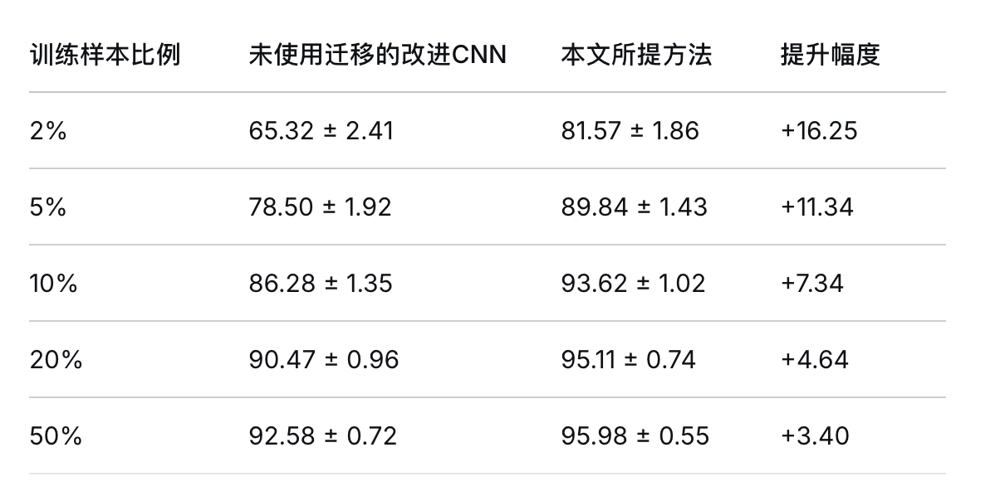 训练样本比例 未使用迁移的改进CNN 本文所提方法 提升幅度
2% 65.32 ± 2.41 81.57 ± 1.86 +16.25
5% 78.50 ± 1.92 89.84 ± 1.43 +11.34
10% 86.28 ± 1.35 93.62 ± 1.02 +7.34
20% 90.47 ± 0.96 95.11 ± 0.74 +4.64
50% 92.58 ± 0.72 95.98 ± 0.55 +3.40